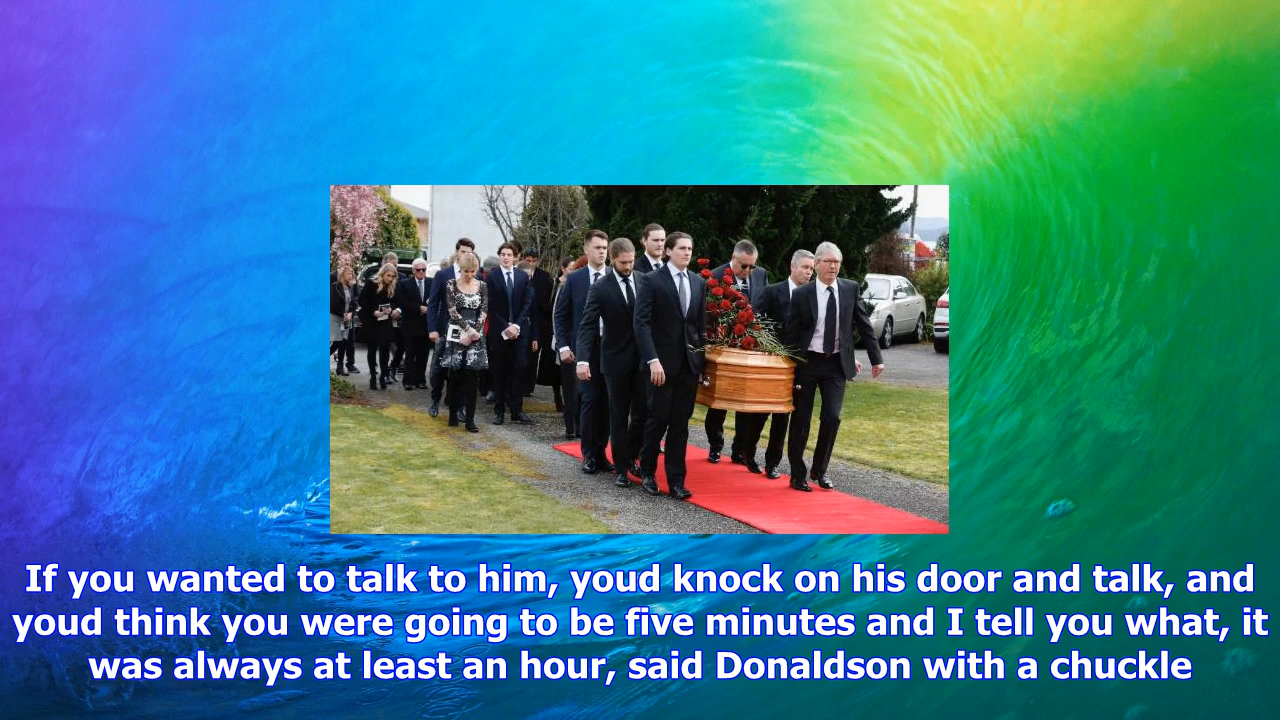 If you wanted to talk to him, youd knock on his door and talk, and
youd think you were going to be five minutes and I tell you what, it
was always at least an hour, said Donaldson with a chuckle